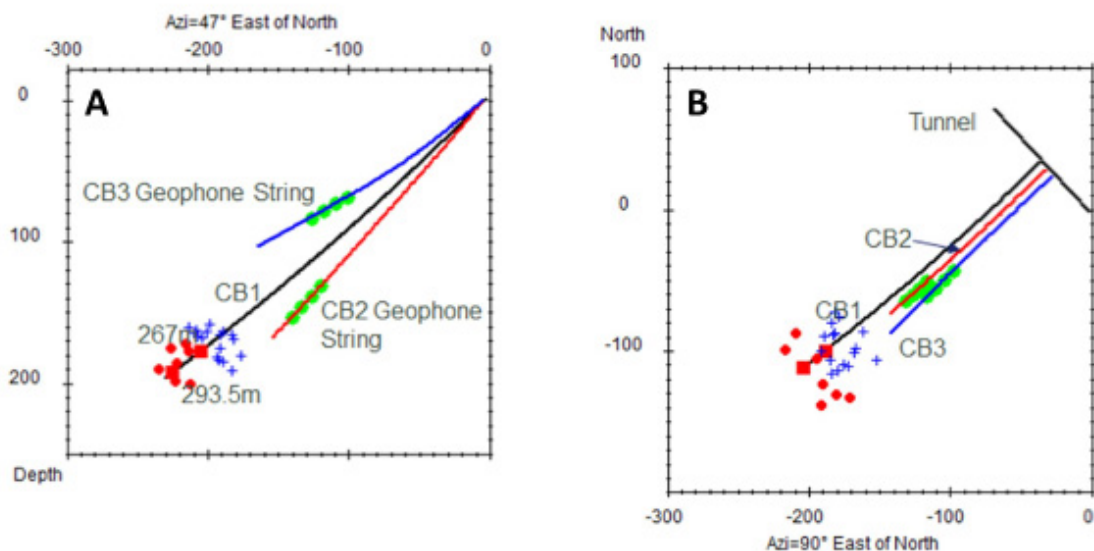 Azi=47° East of North
-300
-200
-100
0
0
A
CB3 Geophone String
100
CB1
CB2 Geophone
String
267m
200
293.5m
Depth
North
100
B
Tunnel
0
CB2
CB1
CB3
-100
-300
-200
-100
0
Azi=90° East of North